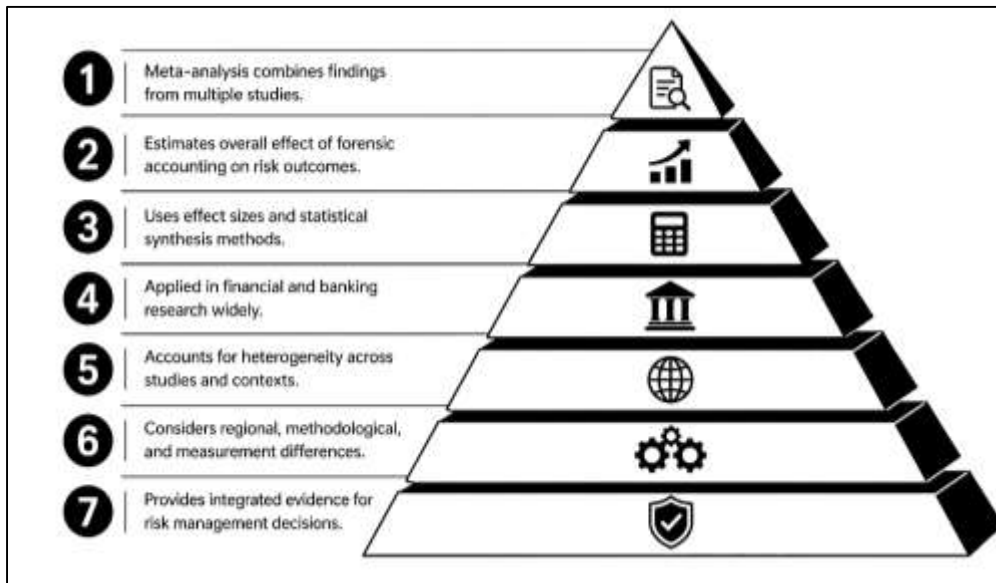 1
Meta-analysis combines findings
from multiple studies.
2
Estimates overall effect of forensic
accounting on risk outcomes.
3
Uses effect sizes and statistical
synthesis methods.
4
Applied in financial and banking
research widely.
5
Accounts for heterogeneity across
studies and contexts.
6
Considers regional, methodological,
and measurement differences.
7
Provides integrated evidence for
risk management decisions.